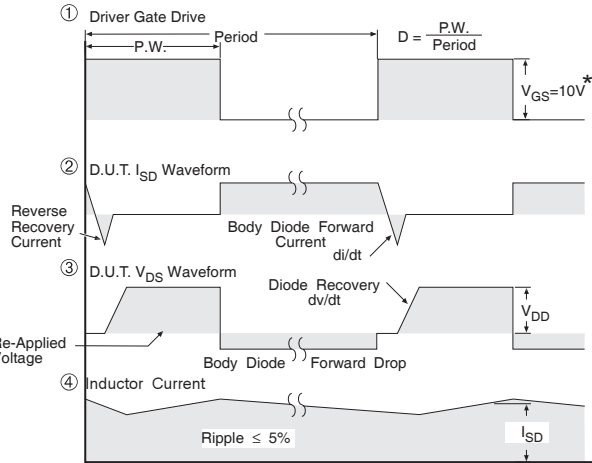 ① Driver Gate Drive
P.W.
Period
D = P.W.
Period
V_GS=10V*
② D.U.T. I_SD Waveform
Reverse
Recovery
Current
Body Diode Forward
Current
di/dt
③ D.U.T. V_DS Waveform
Diode Recovery
dv/dt
V_DD
Re-Applied
Voltage
Body Diode Forward Drop
④ Inductor Current
Ripple ≤ 5%
I_SD